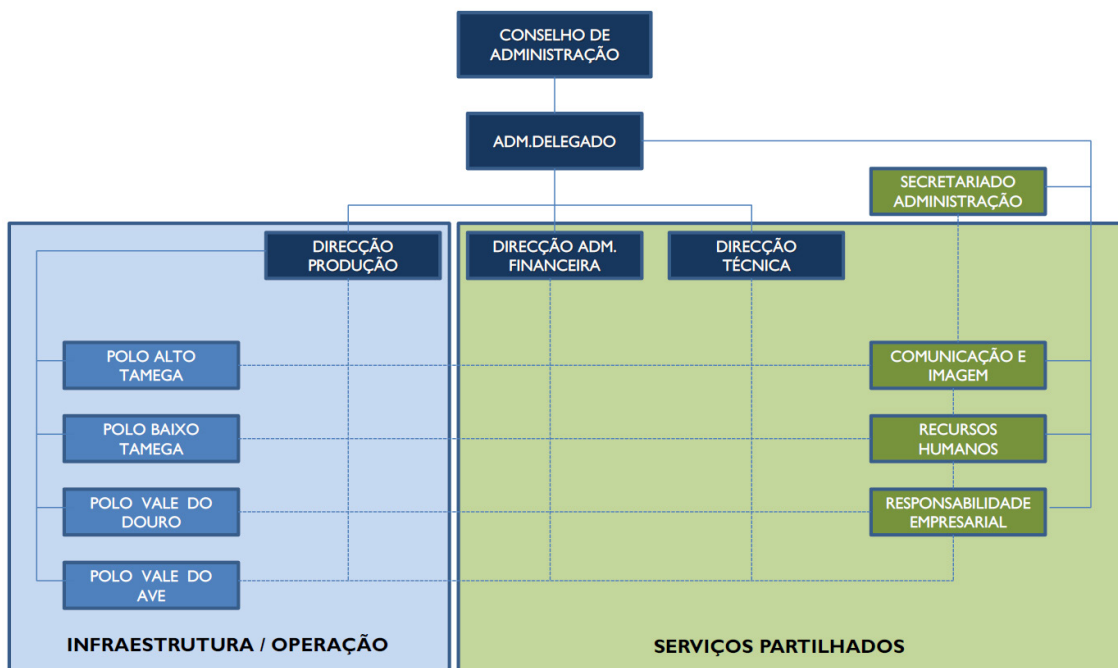 CONSELHO DE
ADMINISTRAÇÃO
ADM.DELEGADO
SECRETARIADO
ADMINISTRAÇÃO
DIRECÇÃO
PRODUÇÃO
DIRECÇÃO ADM.
FINANCEIRA
DIRECÇÃO
TÉCNICA
POLO ALTO
TAMEGA
COMUNICAÇÃO E
IMAGEM
POLO BAIXO
TAMEGA
RECURSOS
HUMANOS
POLO VALE DO
DOURO
RESPONSABILIDADE
EMPRESARIAL
POLO VALE DO
AVE
INFRAESTRUTURA / OPERAÇÃO
SERVIÇOS PARTILHADOS